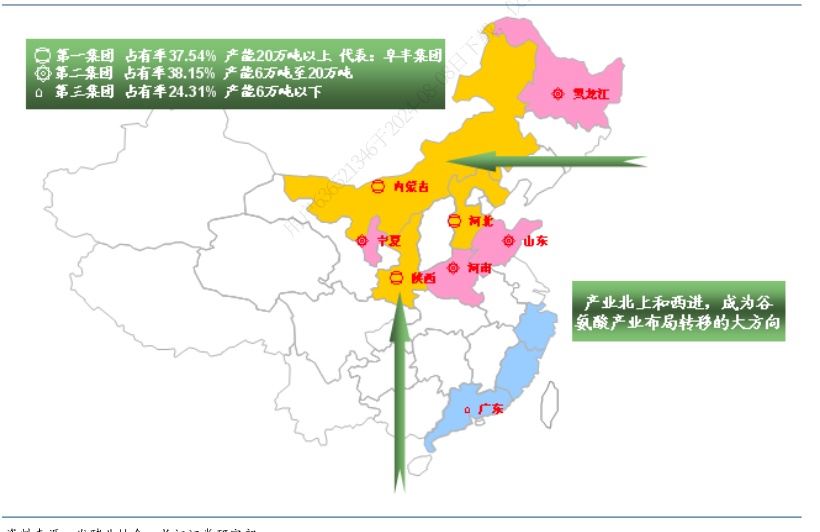 第一集团 占有率37.54% 产能20万吨以上 代表：阜丰集团
第二集团 占有率38.15% 产能6万吨至20万吨
第三集团 占有率24.31% 产能6万吨以下
黑龙江
内蒙古
河北
宁夏
山东
河南
陕西
产业北上和西进，成为谷
氨酸产业布局转移的大方向
广东